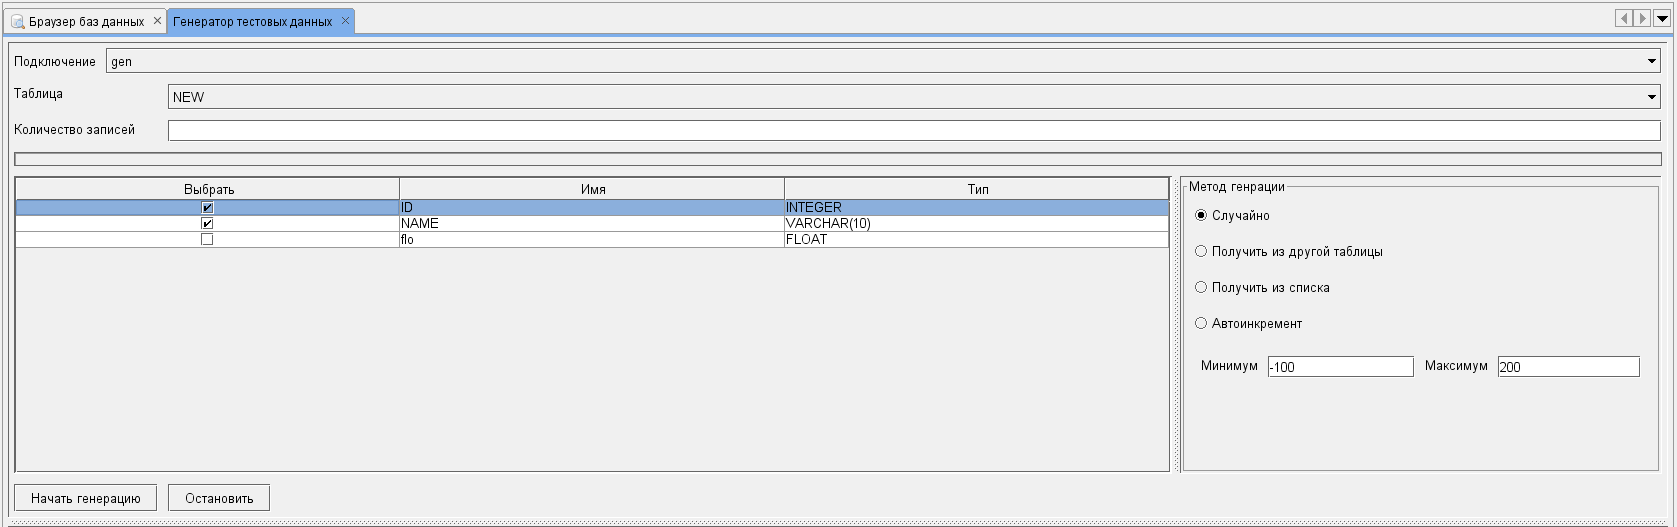 Браузер баз данных Генератор тестовых данных
Подключение gen
Таблица NEW
Количество записей
Выбрать Имя Тип
ID INTEGER
NAME VARCHAR(10)
flo FLOAT
Метод генрации
Случайно
Получить из другой таблицы
Получить из списка
Автоинкремент
Минимум -100 Максимум 200
Начать генерацию Остановить